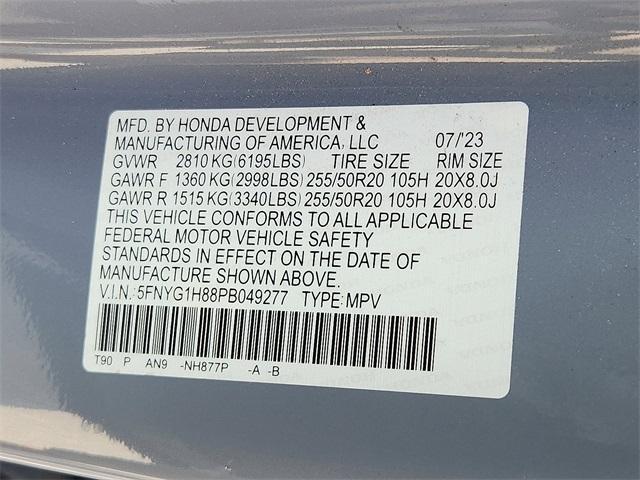 MFD. BY HONDA DEVELOPMENT &
MANUFACTURING OF AMERICA, LLC 07/'23
GVWR 2810 KG(6195LBS) TIRE SIZE RIM SIZE
GAWR F 1360 KG(2998LBS) 255/50R20 105H 20X8.0J
GAWR R 1515 KG(3340LBS) 255/50R20 105H 20X8.0J
THIS VEHICLE CONFORMS TO ALL APPLICABLE
FEDERAL MOTOR VEHICLE SAFETY
STANDARDS IN EFFECT ON THE DATE OF
MANUFACTURE SHOWN ABOVE.
V.I.N.:5FNYG1H88PB049277 TYPE:MPV
T90 P AN9 -NH877P -A -B